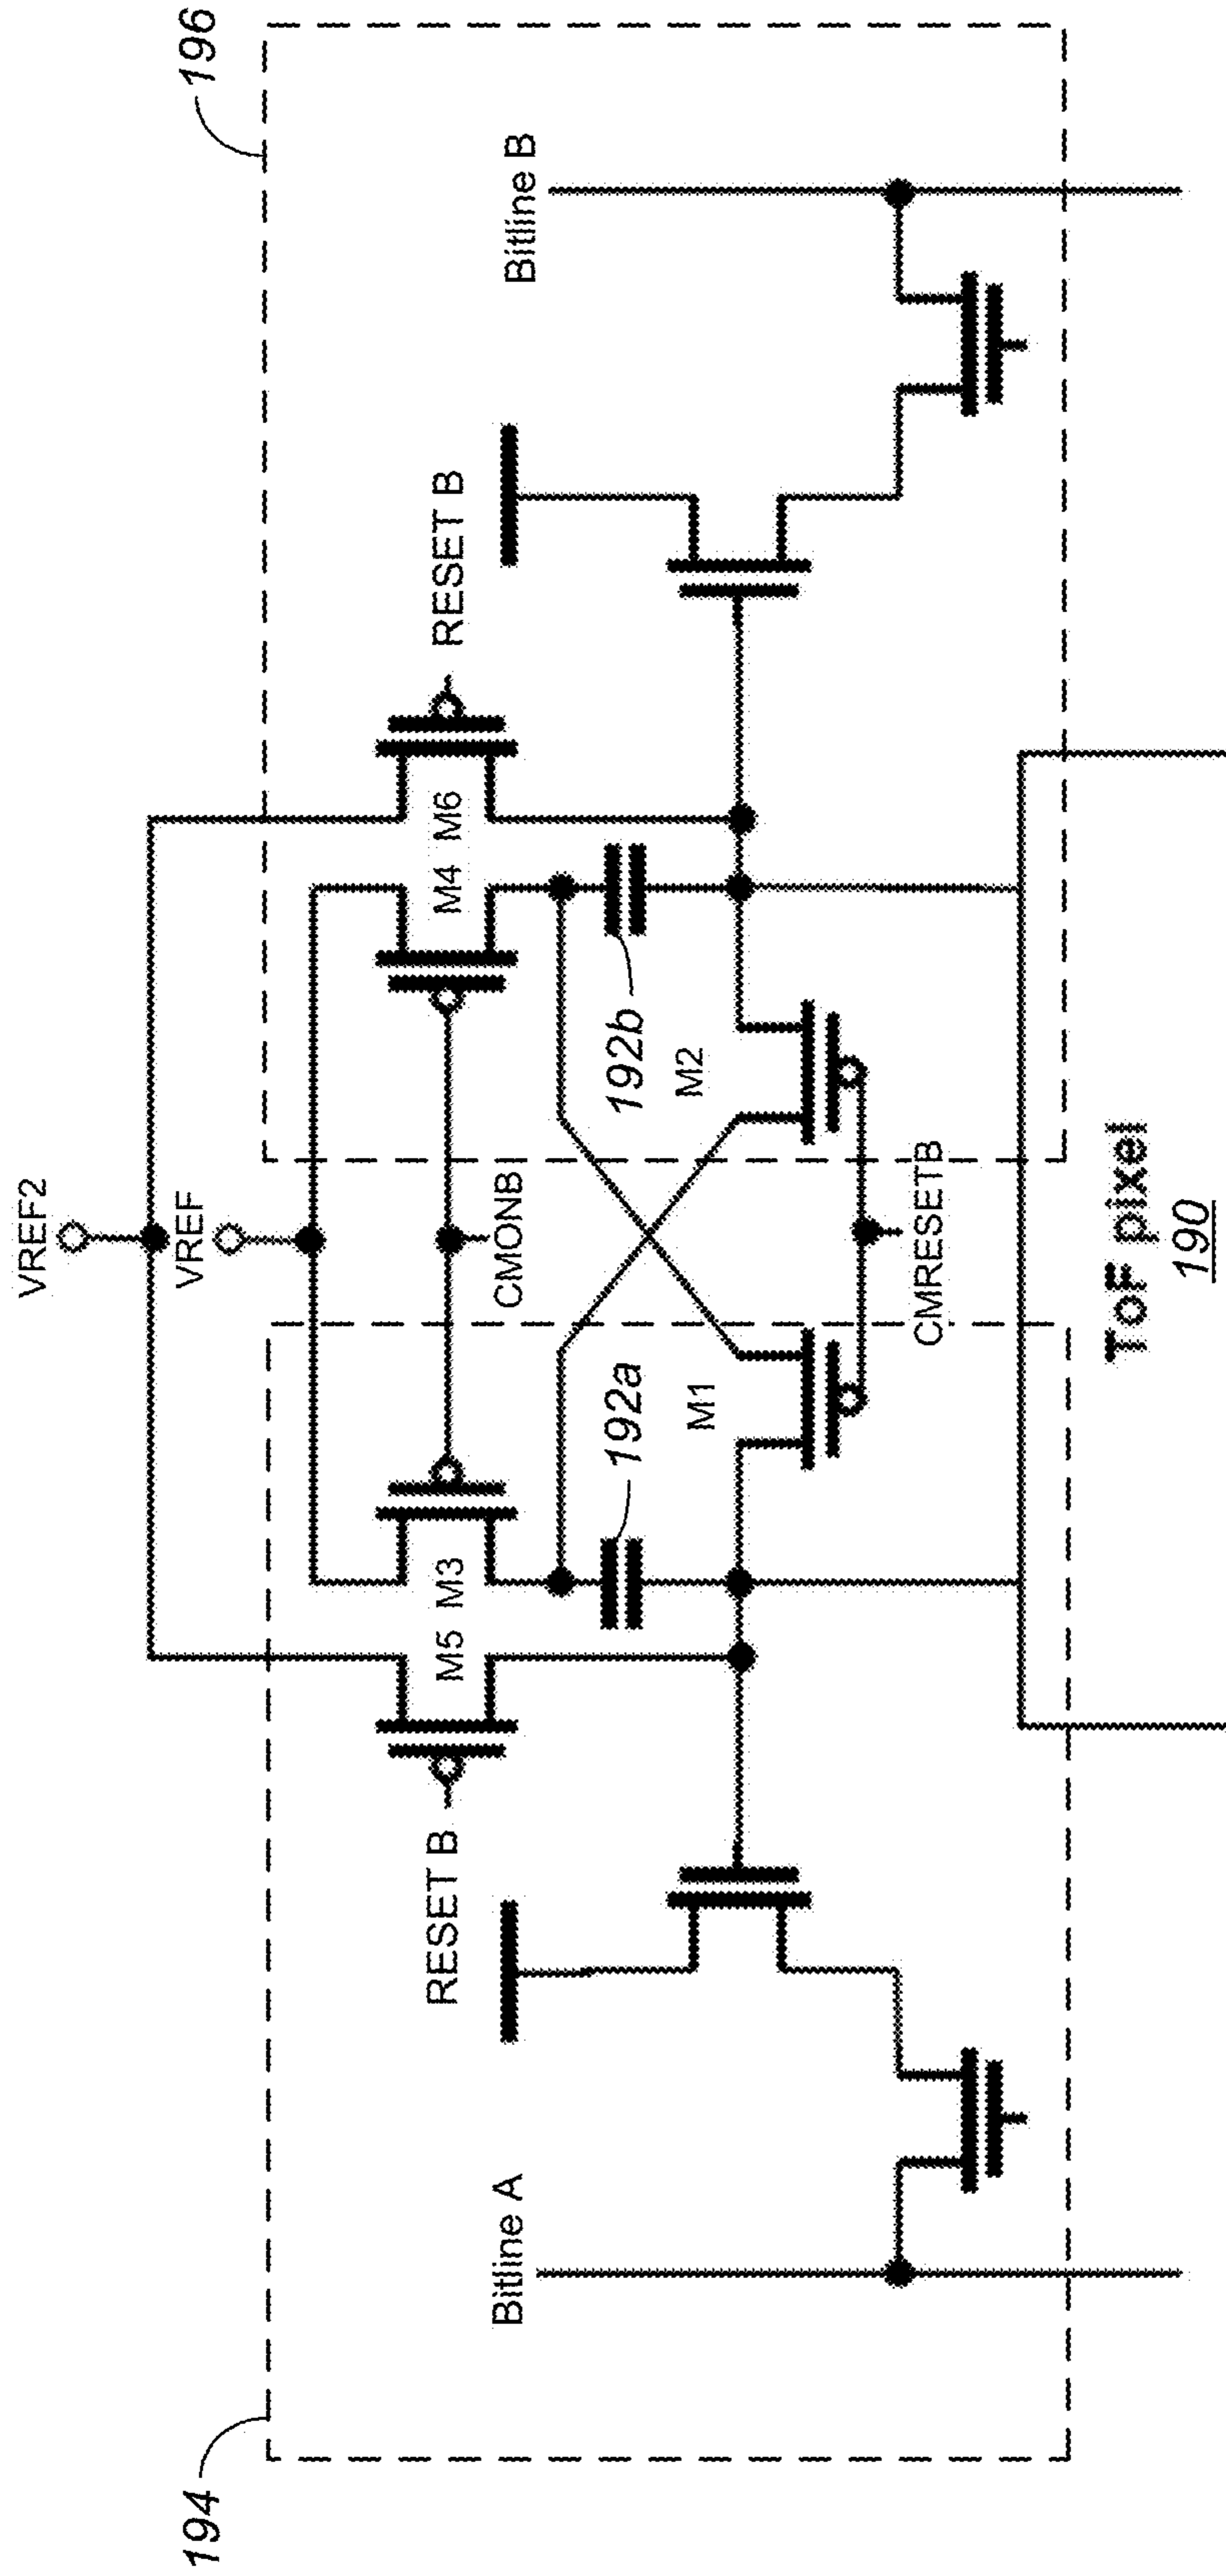 VREF2
VREF
194
196
RESET B
M5 M3
M4 M6
RESET B
CMONB
Bitline A
Bitline B
192a
192b
M1
M2
CMRESETB
ToF pixel
190